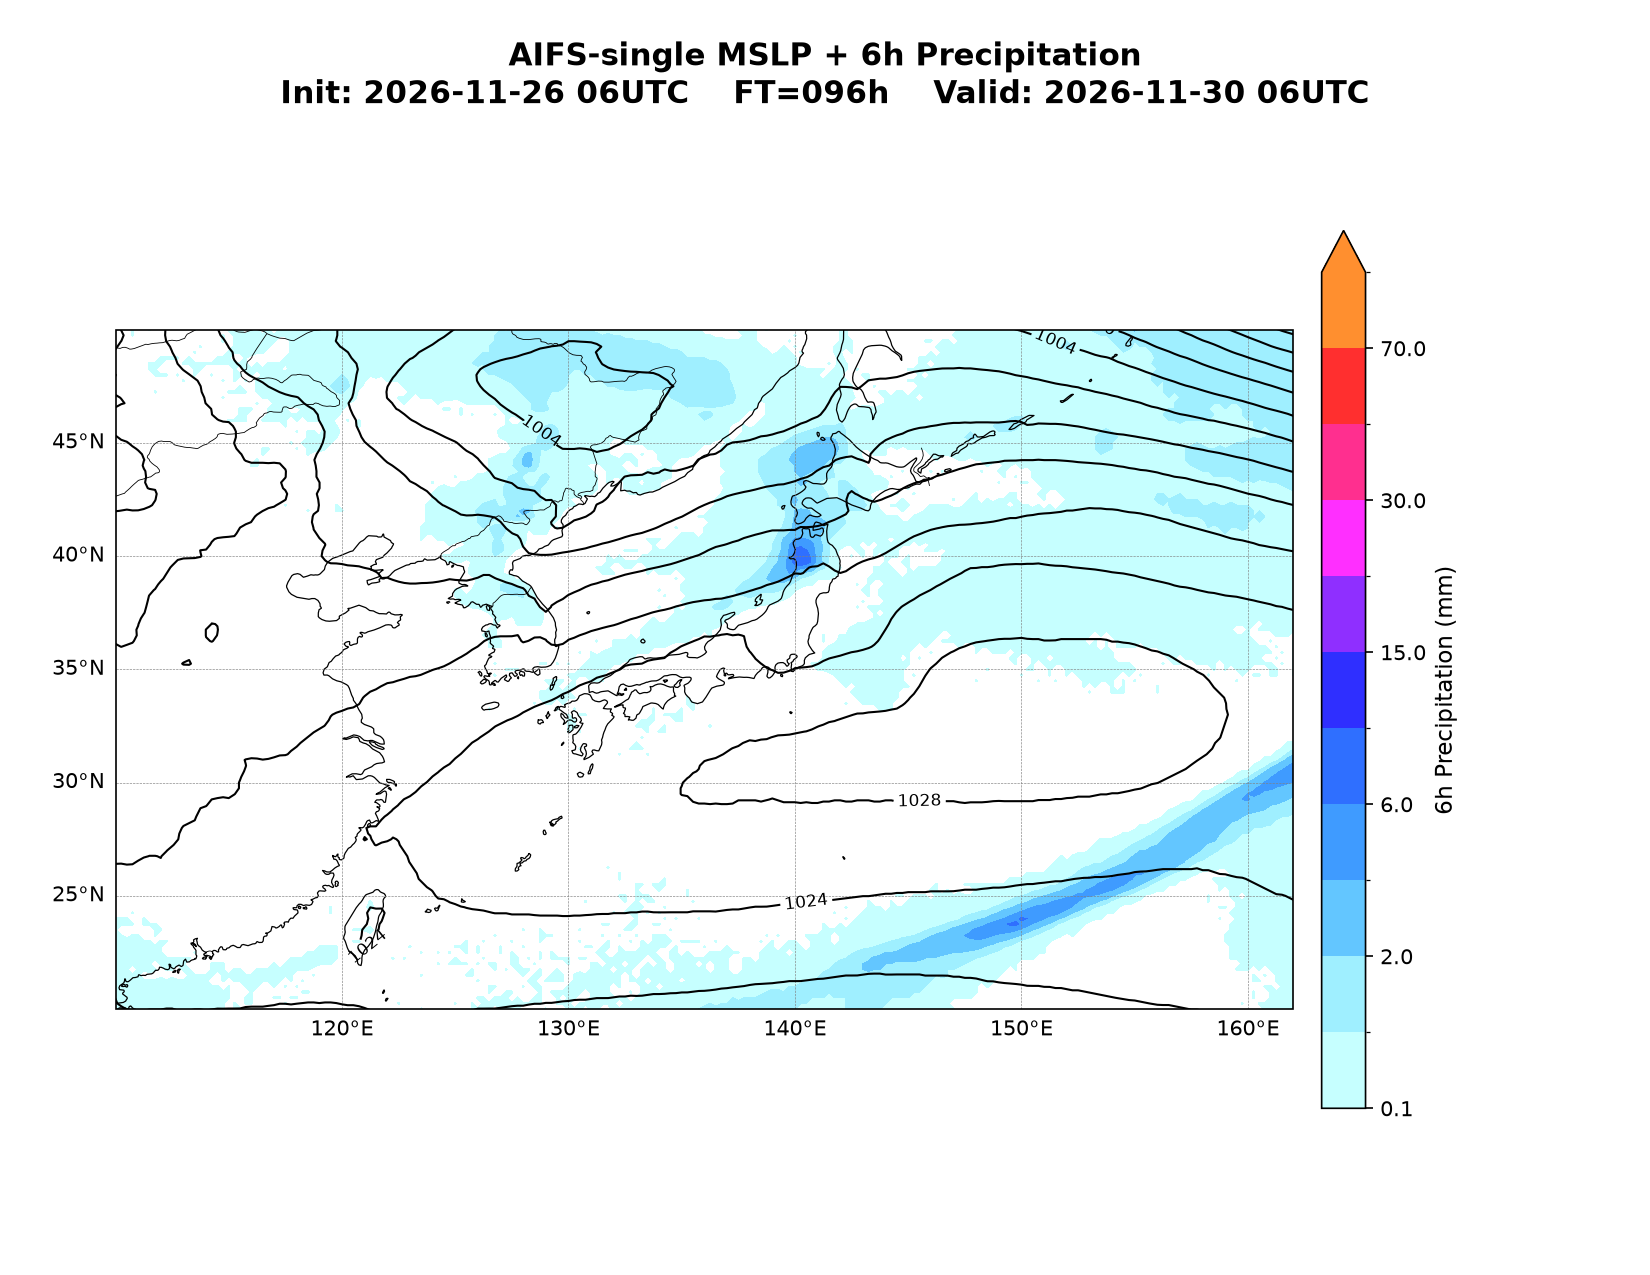 AIFS-single MSLP + 6h Precipitation
Init: 2026-11-26 06UTC    FT=096h    Valid: 2026-11-30 06UTC
1004
1004
1028
1024
45°N
40°N
35°N
30°N
25°N
120°E
130°E
140°E
150°E
160°E
70.0
30.0
15.0
6.0
2.0
0.1
6h Precipitation (mm)